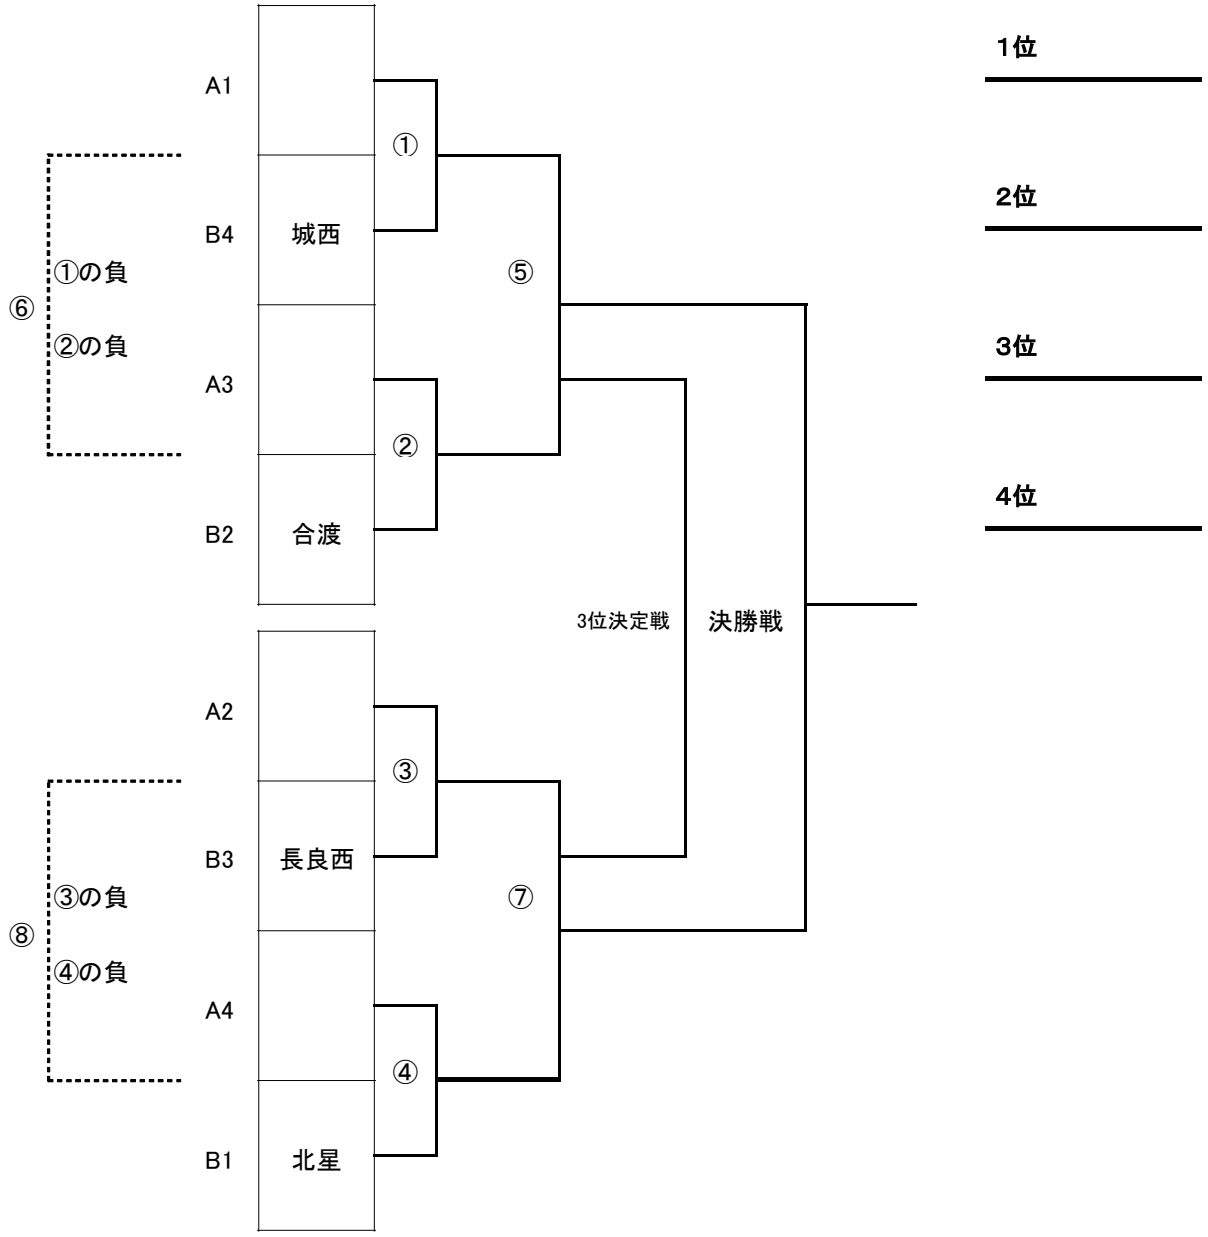 1位
A1
①
2位
B4
城西
①の負
⑤
⑥
②の負
3位
A3
②
4位
B2
合渡
3位決定戦
決勝戦
A2
③
B3
長良西
③の負
⑦
⑧
④の負
A4
④
B1
北星